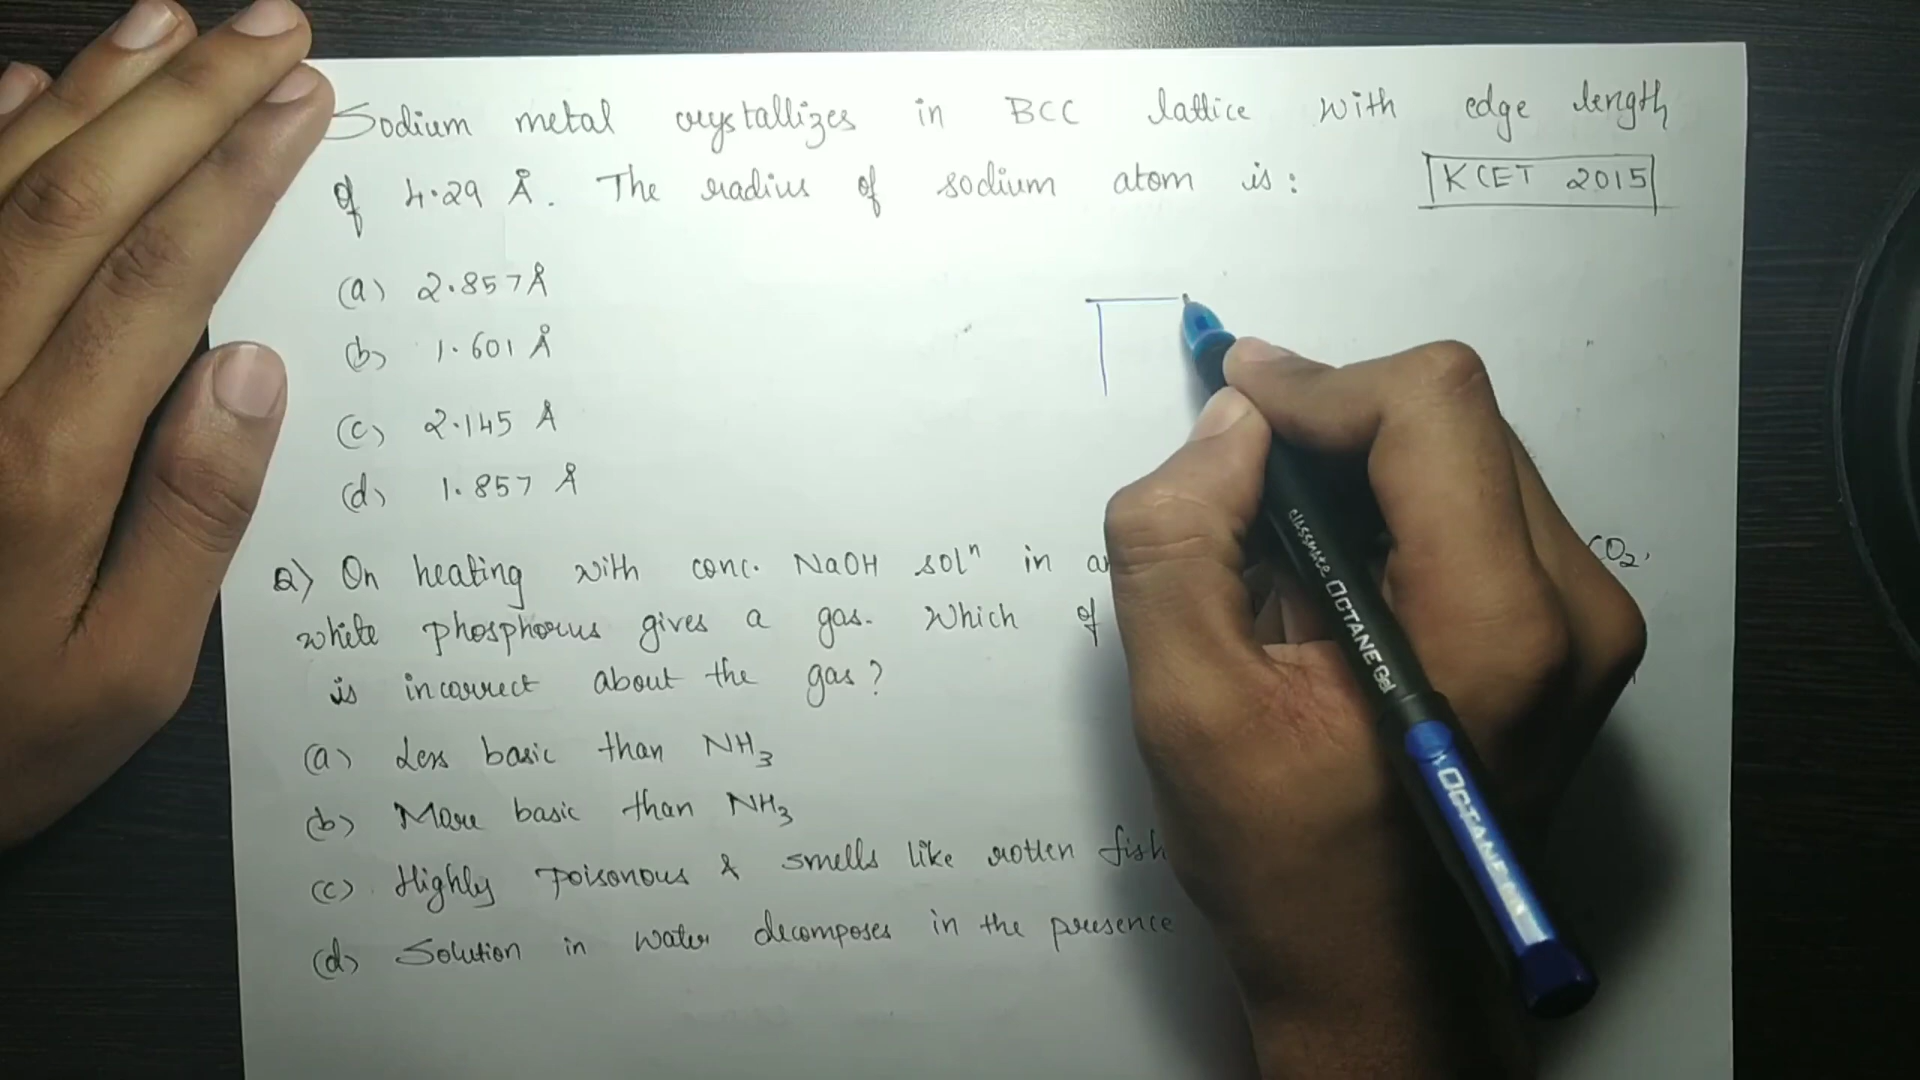 Sodium metal crystallizes in BCC lattice with edge length
of 4.29 Å. The radius of sodium atom is: KCET 2015
(a) 2.857 Å
(b) 1.601 Å
(c) 2.145 Å
(d) 1.857 Å
Q) On heating with conc. NaOH solⁿ in CO₂,
white phosphorus gives a gas. Which of
is incorrect about the gas?
(a) Less basic than NH₃
(b) More basic than NH₃
(c) Highly poisonous & smells like rotten fish
(d) Solution in water decomposes in the presence
classmate OCTANE Gel
OCTANE